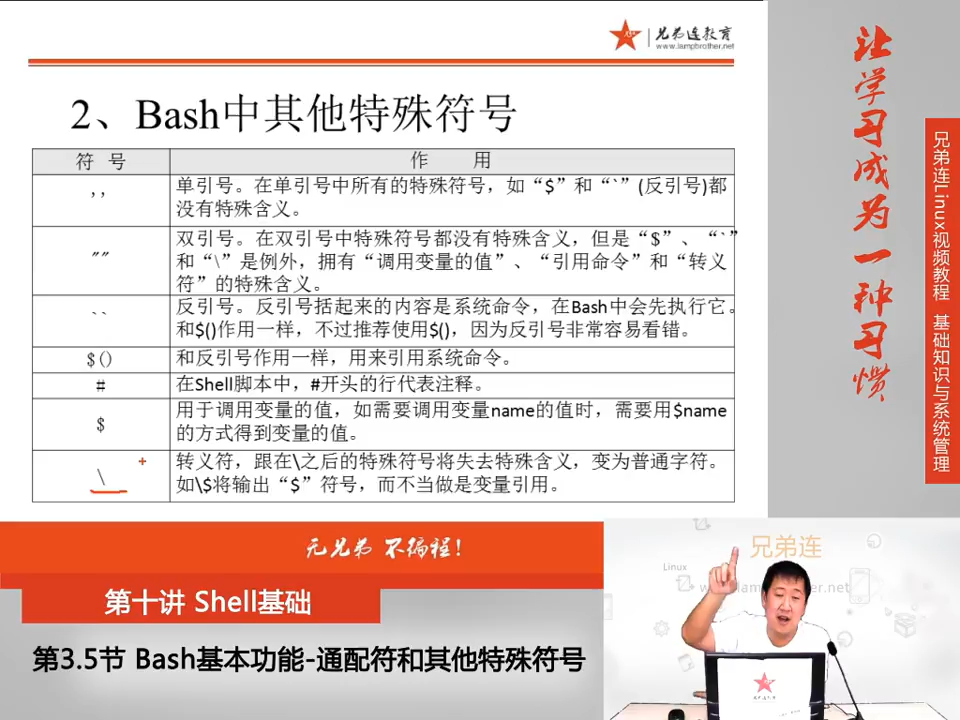 兄弟连教育
www.lampbrother.net
2、Bash中其他特殊符号
符 号
作 用
''
单引号。在单引号中所有的特殊符号，如“$”和“`”(反引号)都
没有特殊含义。
""
双引号。在双引号中特殊符号都没有特殊含义，但是“$”、“`”
和“\”是例外，拥有“调用变量的值”、“引用命令”和“转义
符”的特殊含义。
``
反引号。反引号括起来的内容是系统命令，在Bash中会先执行它。
和$()作用一样，不过推荐使用$()，因为反引号非常容易看错。
$()
和反引号作用一样，用来引用系统命令。
#
在Shell脚本中，#开头的行代表注释。
$
用于调用变量的值，如需要调用变量name的值时，需要用$name
的方式得到变量的值。
\
转义符，跟在\之后的特殊符号将失去特殊含义，变为普通字符。
如\$将输出“$”符号，而不当做是变量引用。
让学习成为一种习惯
兄弟连Linux视频教程 基础知识与系统管理
无兄弟 不编程！
第十讲 Shell基础
第3.5节 Bash基本功能-通配符和其他特殊符号
兄弟连
Linux